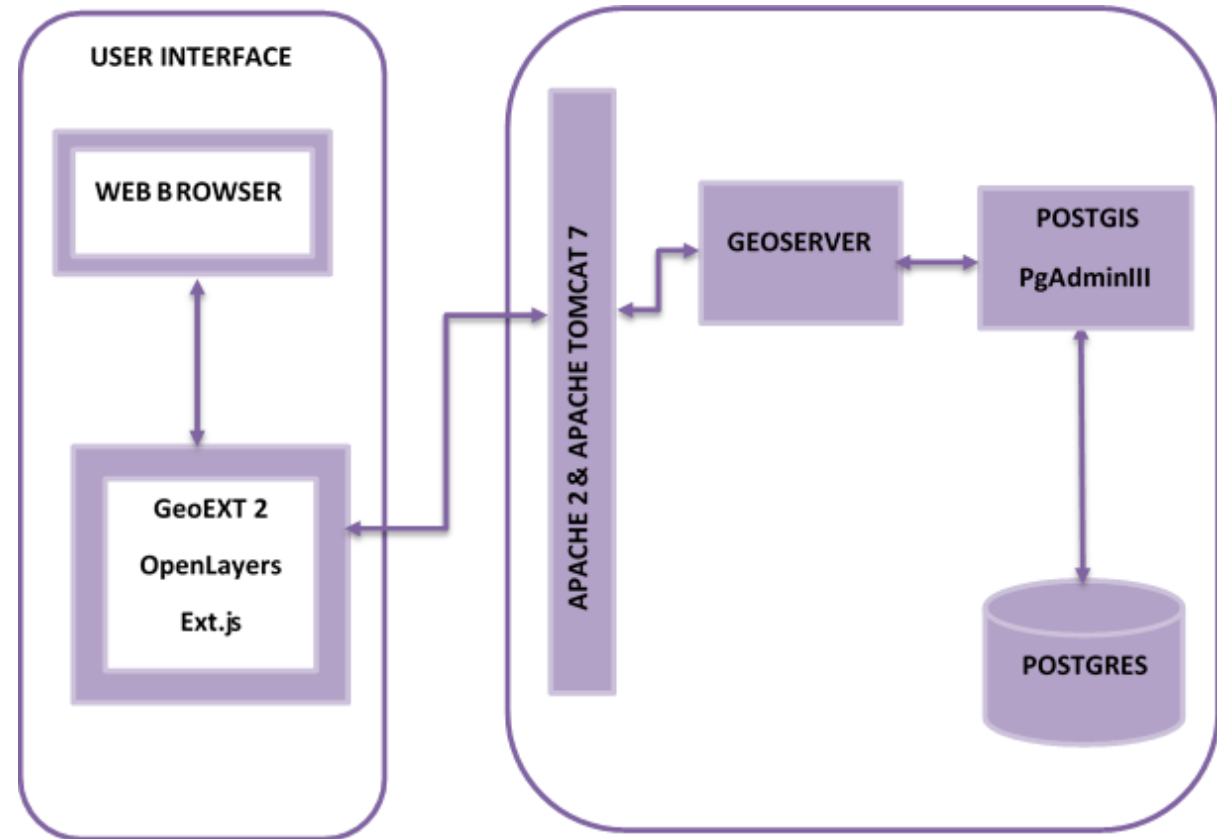 USER INTERFACE
WEB BROWSER
GeoEXT 2
OpenLayers
Ext.js
APACHE 2 & APACHE TOMCAT 7
GEOSERVER
POSTGIS
PgAdminIII
POSTGRES